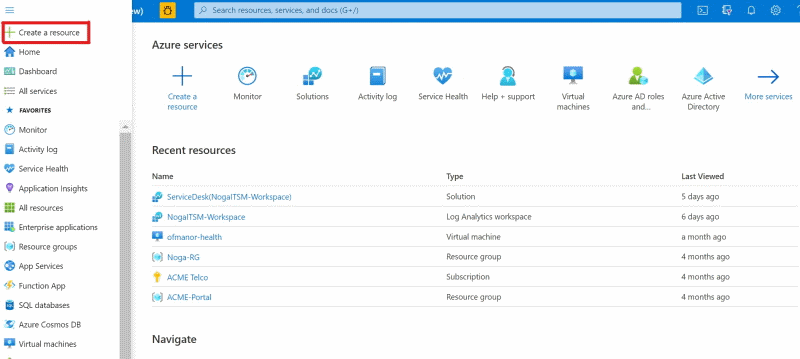 ew)
Search resources, services, and docs (G+/)
Create a resource
Home
Dashboard
All services
FAVORITES
Monitor
Activity log
Service Health
Application Insights
All resources
Enterprise applications
Resource groups
App Services
Function App
SQL databases
Azure Cosmos DB
Virtual machines
Azure services
Create a
resource
Monitor
Solutions
Activity log
Service Health
Help + support
Virtual
machines
Azure AD roles
and...
Azure Active
Directory
More services
Recent resources
Name Type Last Viewed
ServiceDesk(NogaITSM-Workspace) Solution 5 days ago
NogaITSM-Workspace Log Analytics workspace 6 days ago
ofmanor-health Virtual machine a month ago
Noga-RG Resource group 4 months ago
ACME Telco Subscription 4 months ago
ACME-Portal Resource group 4 months ago
Navigate